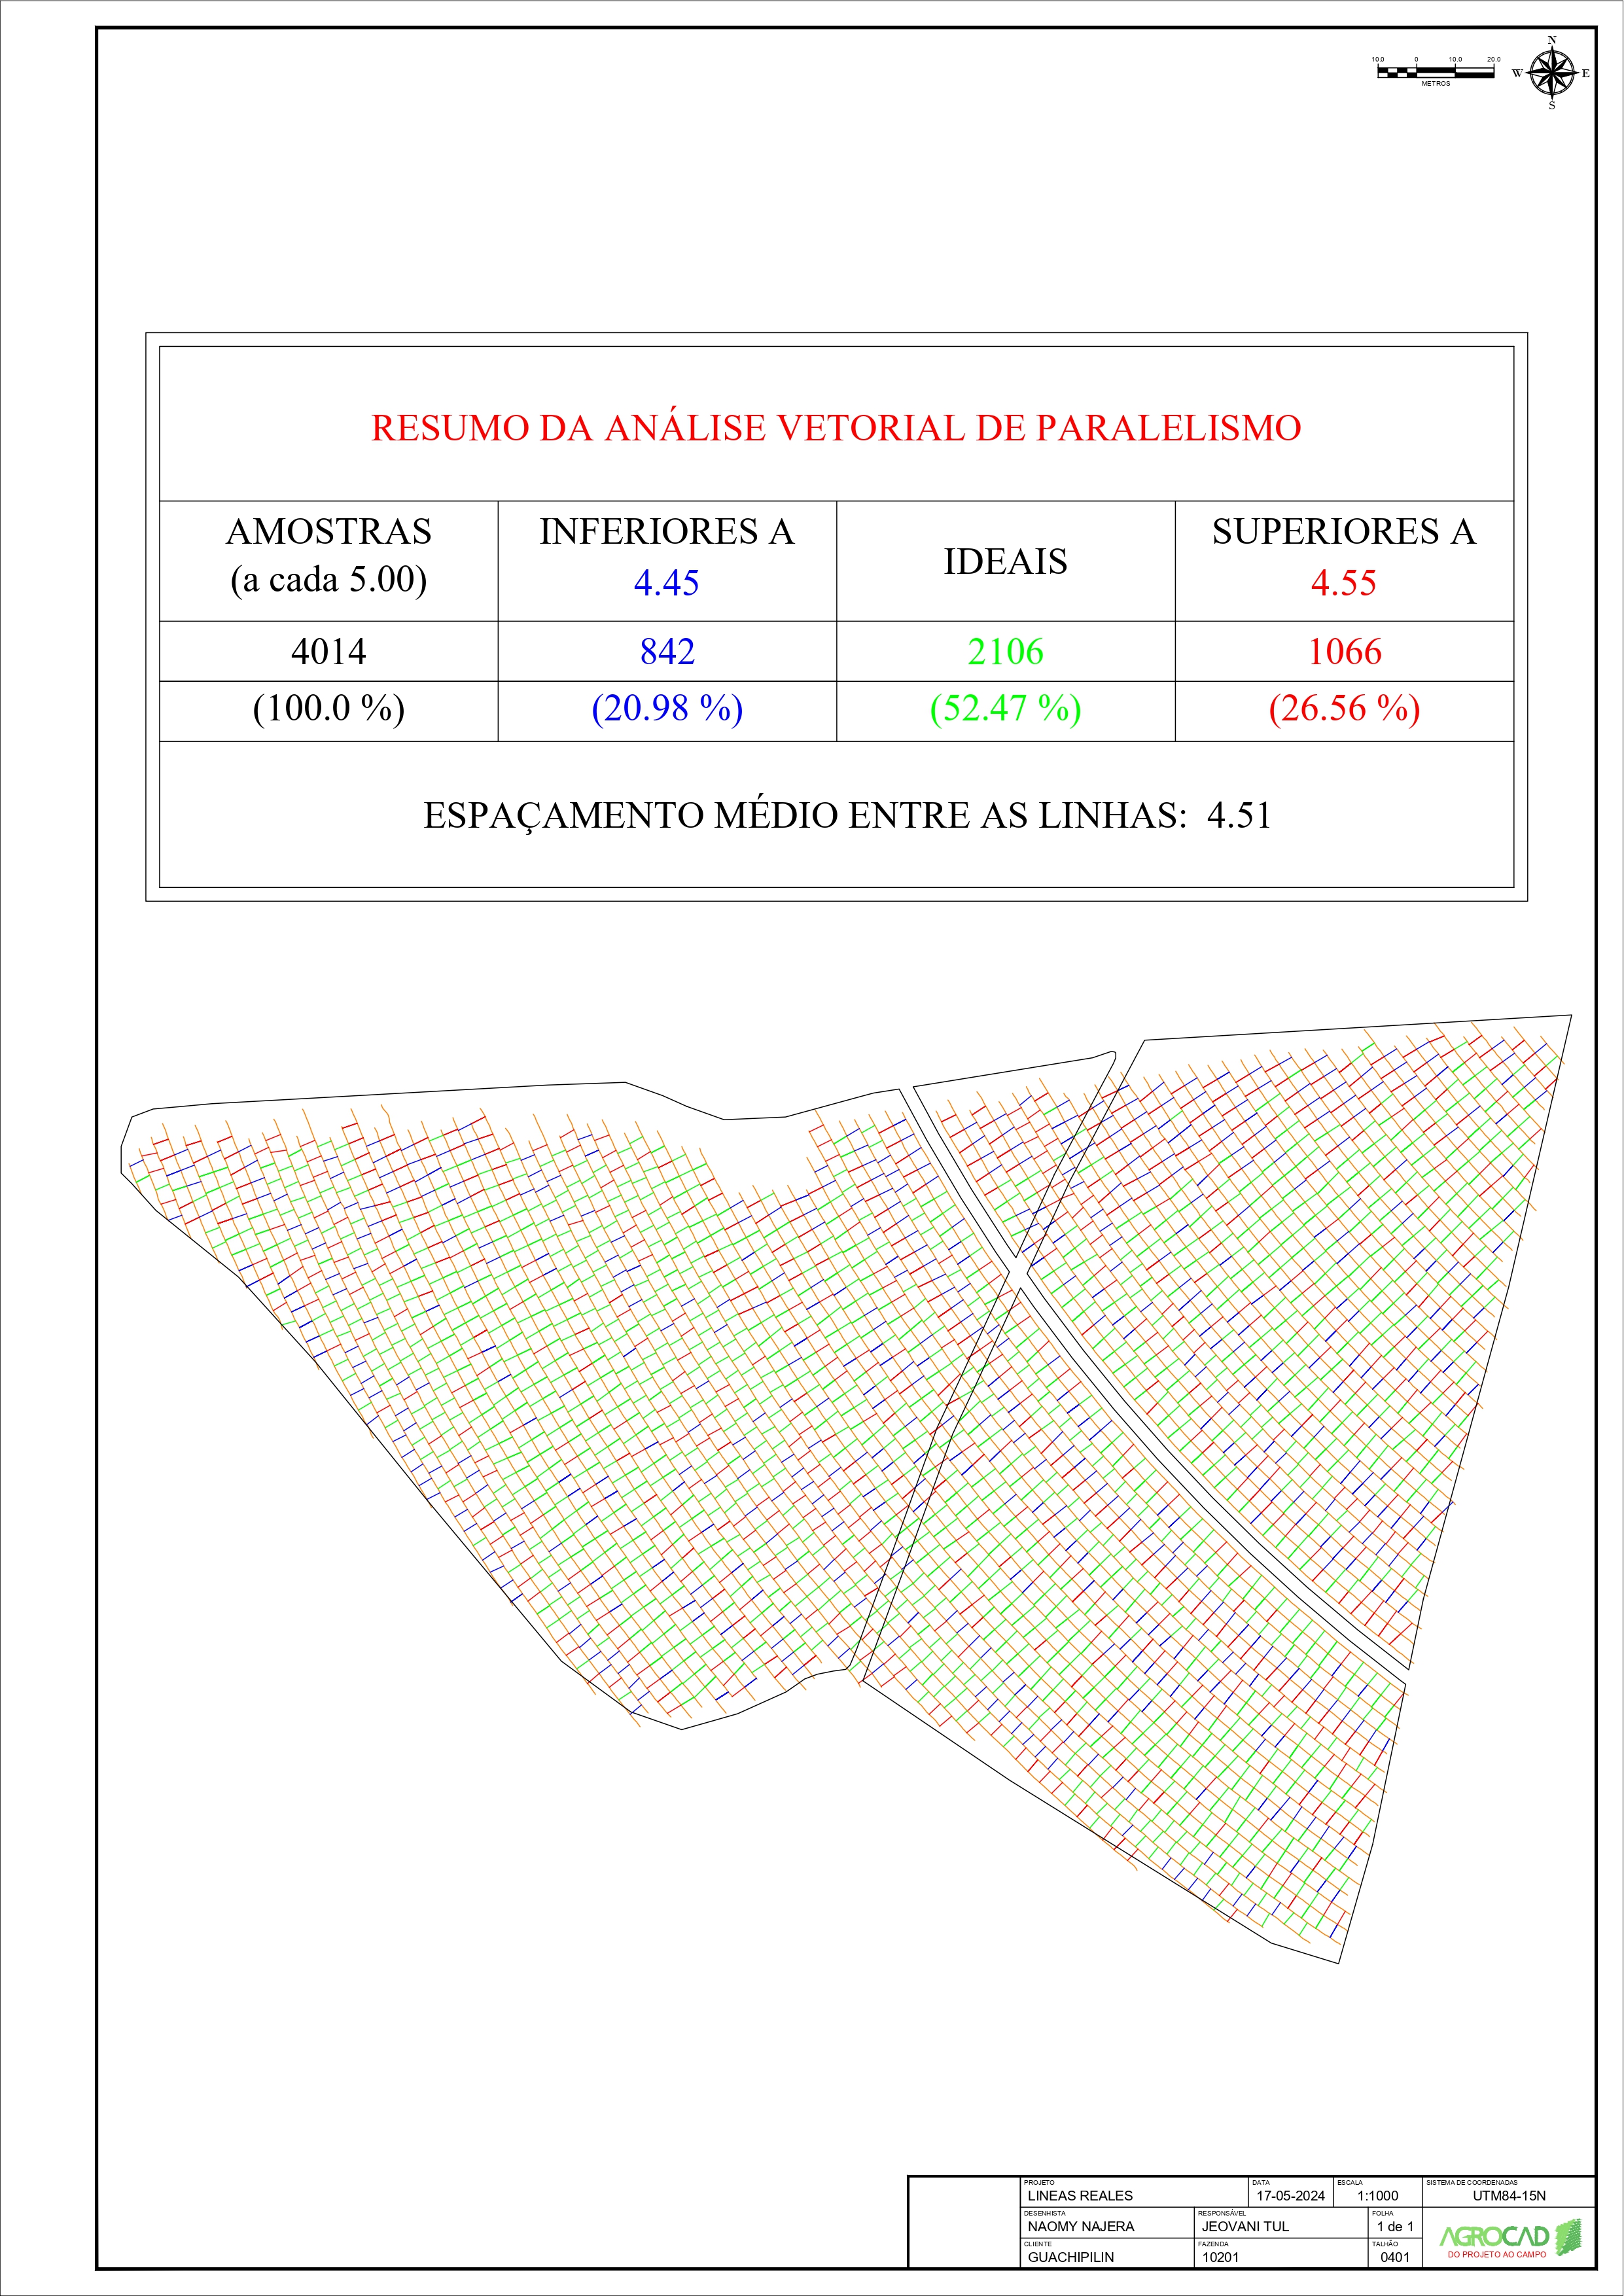 10.0 0 10.0 20.0
METROS
N
W E
S
RESUMO DA ANÁLISE VETORIAL DE PARALELISMO
AMOSTRAS
(a cada 5.00)
INFERIORES A
4.45
IDEAIS
SUPERIORES A
4.55
4014 842 2106 1066
(100.0 %) (20.98 %) (52.47 %) (26.56 %)
ESPAÇAMENTO MÉDIO ENTRE AS LINHAS: 4.51
PROJETO
LINEAS REALES
DATA
17-05-2024
ESCALA
1:1000
SISTEMA DE COORDENADAS
UTM84-15N
DESENHISTA
NAOMY NAJERA
RESPONSÁVEL
JEOVANI TUL
FOLHA
1 de 1
CLIENTE
GUACHIPILIN
FAZENDA
10201
TALHÃO
0401
AGROCAD
DO PROJETO AO CAMPO